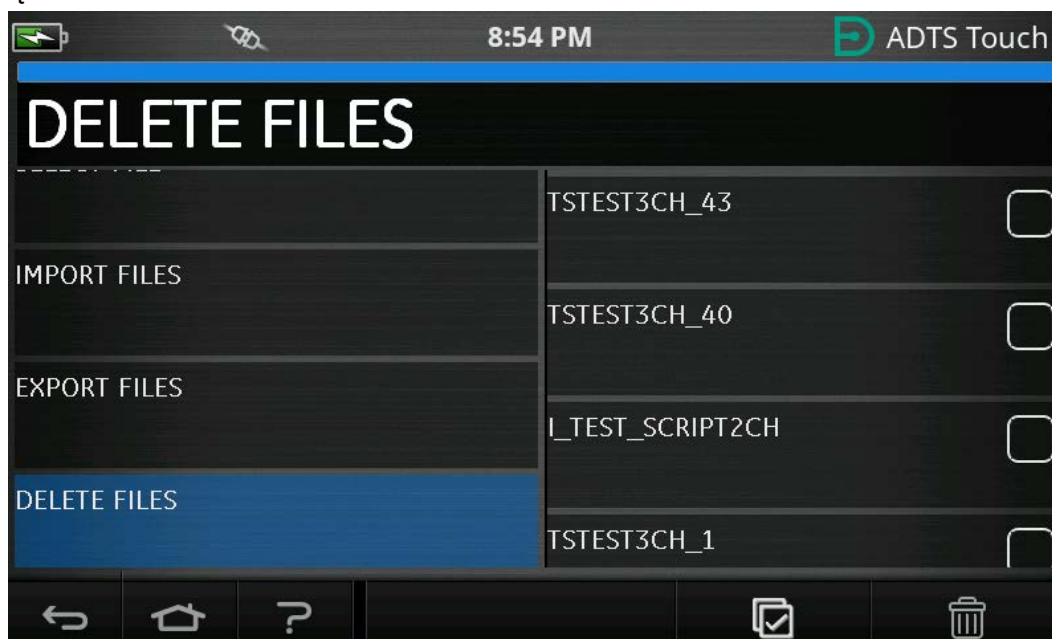 8:54 PM
ADTS Touch
DELETE FILES
IMPORT FILES
EXPORT FILES
DELETE FILES
TSTEST3CH_43
TSTEST3CH_40
I_TEST_SCRIPT2CH
TSTEST3CH_1